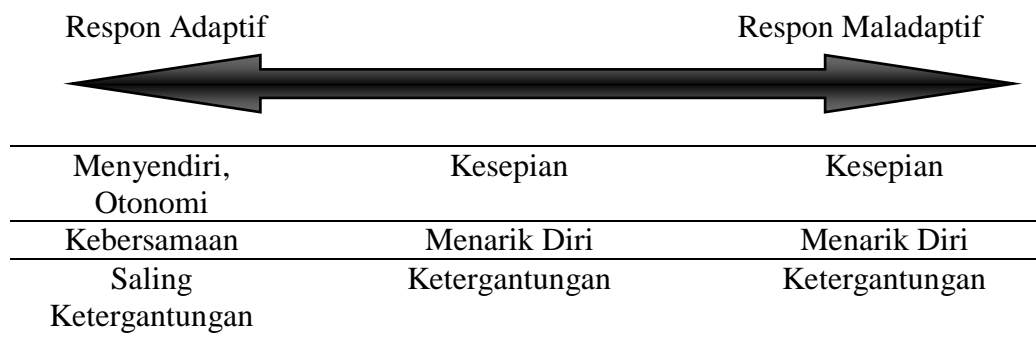 Respon Adaptif Respon Maladaptif
Menyendiri, Kesepian Kesepian
Otonomi
Kebersamaan Menarik Diri Menarik Diri
Saling Ketergantungan Ketergantungan
Ketergantungan